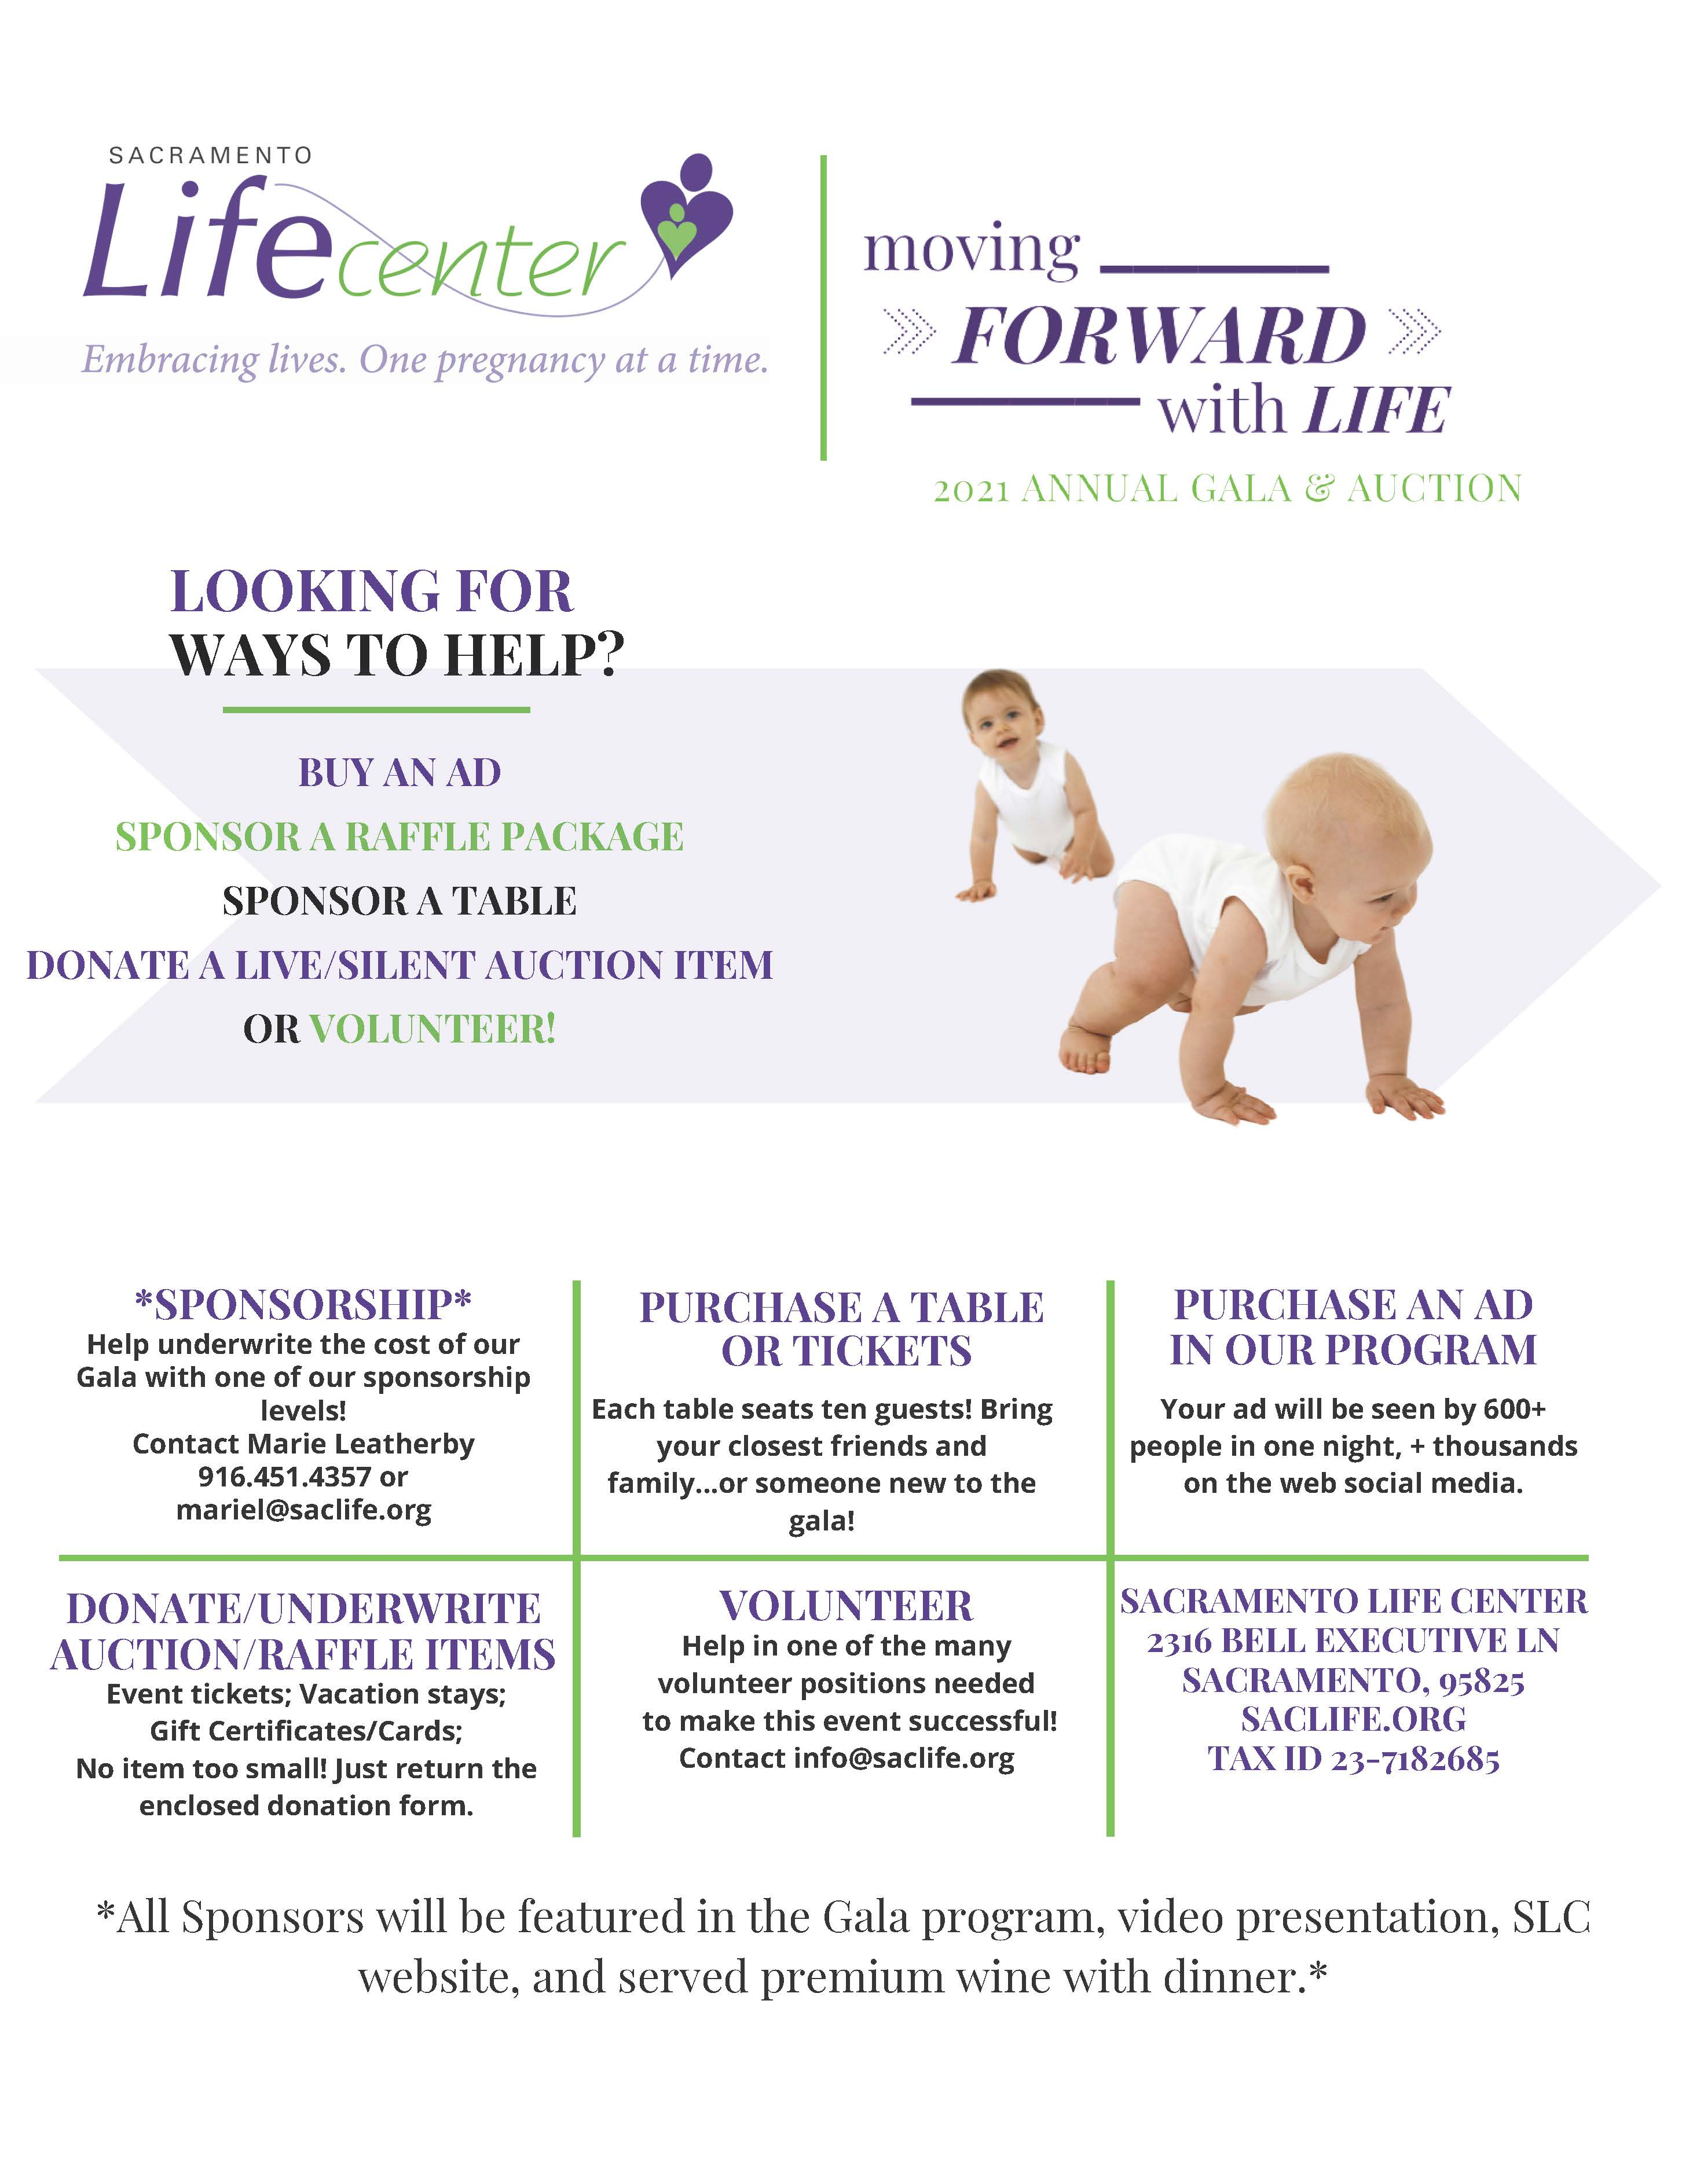 SACRAMENTO
Lifecenter
Embracing lives. One pregnancy at a time.
moving
FORWARD
with LIFE
2021 ANNUAL GALA & AUCTION
LOOKING FOR
WAYS TO HELP?
BUY AN AD
SPONSOR A RAFFLE PACKAGE
SPONSOR A TABLE
DONATE A LIVE/SILENT AUCTION ITEM
OR VOLUNTEER!
*SPONSORSHIP*
Help underwrite the cost of our
Gala with one of our sponsorship
levels!
Contact Marie Leatherby
916.451.4357 or
mariel@saclife.org
PURCHASE A TABLE
OR TICKETS
Each table seats ten guests! Bring
your closest friends and
family...or someone new to the
gala!
PURCHASE AN AD
IN OUR PROGRAM
Your ad will be seen by 600+
people in one night, + thousands
on the web social media.
DONATE/UNDERWRITE
AUCTION/RAFFLE ITEMS
Event tickets; Vacation stays;
Gift Certificates/Cards;
No item too small! Just return the
enclosed donation form.
VOLUNTEER
Help in one of the many
volunteer positions needed
to make this event successful!
Contact info@saclife.org
SACRAMENTO LIFE CENTER
2316 BELL EXECUTIVE LN
SACRAMENTO, 95825
SACLIFE.ORG
TAX ID 23-7182685
*All Sponsors will be featured in the Gala program, video presentation, SLC
website, and served premium wine with dinner.*